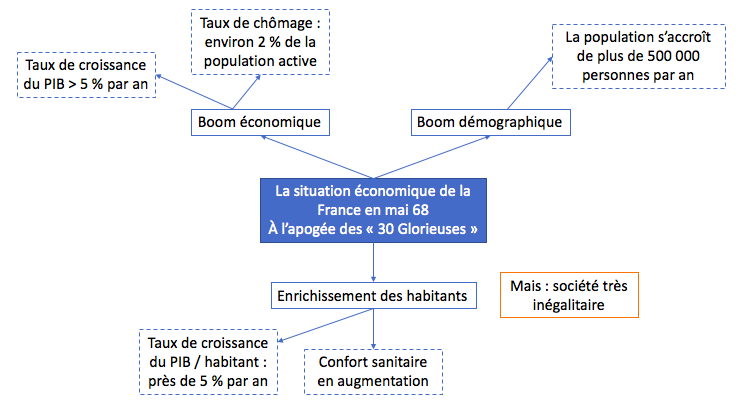 Taux de chômage :
environ 2 % de la
population active
La population s’accroît
de plus de 500 000
personnes par an
Taux de croissance
du PIB > 5 % par an
Boom économique
Boom démographique
La situation économique de la
France en mai 68
À l’apogée des « 30 Glorieuses »
Enrichissement des habitants
Mais : société très
inégalitaire
Taux de croissance
du PIB / habitant :
près de 5 % par an
Confort sanitaire
en augmentation